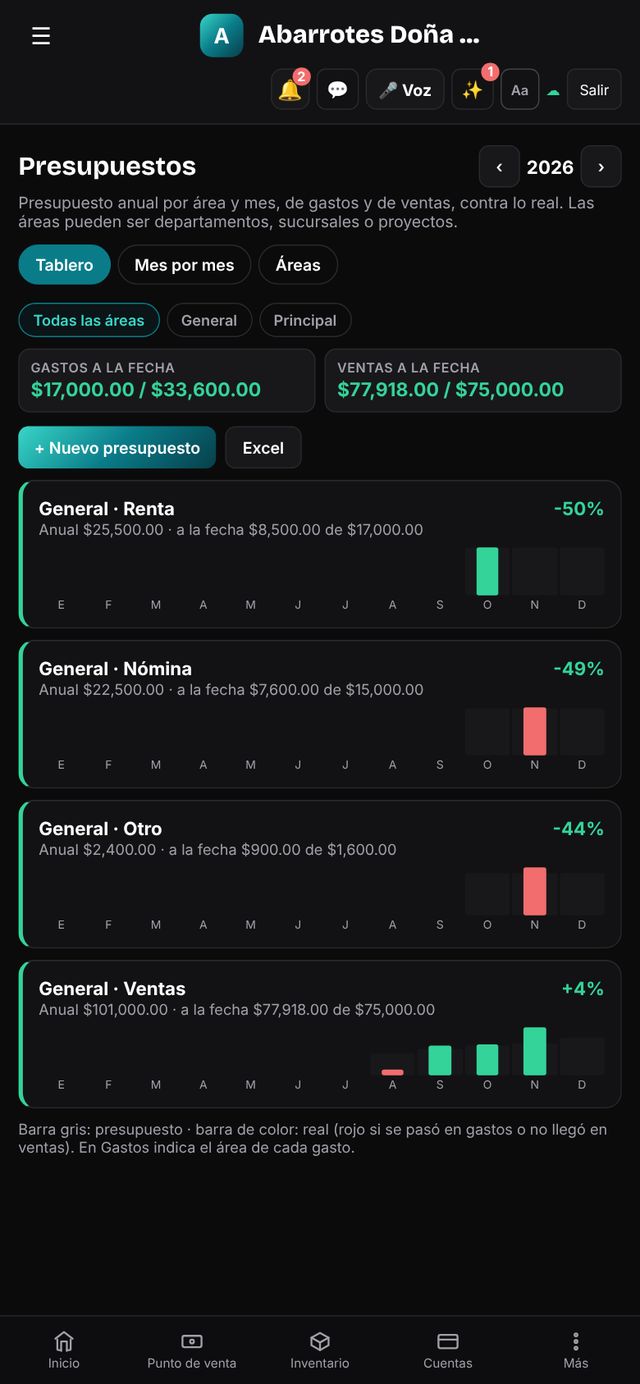 ☰
A
Abarrotes Doña ...
🔔 2
💬
🎤 Voz
✨ 1
Aa
☁
Salir
Presupuestos
‹ 2026 ›
Presupuesto anual por área y mes, de gastos y de ventas, contra lo real. Las
áreas pueden ser departamentos, sucursales o proyectos.
Tablero
Mes por mes
Áreas
Todas las áreas
General
Principal
GASTOS A LA FECHA
$17,000.00 / $33,600.00
VENTAS A LA FECHA
$77,918.00 / $75,000.00
+ Nuevo presupuesto
Excel
General · Renta
-50%
Anual $25,500.00 · a la fecha $8,500.00 de $17,000.00
E F M A M J J A S O N D
General · Nómina
-49%
Anual $22,500.00 · a la fecha $7,600.00 de $15,000.00
E F M A M J J A S O N D
General · Otro
-44%
Anual $2,400.00 · a la fecha $900.00 de $1,600.00
E F M A M J J A S O N D
General · Ventas
+4%
Anual $101,000.00 · a la fecha $77,918.00 de $75,000.00
E F M A M J J A S O N D
Barra gris: presupuesto · barra de color: real (rojo si se pasó en gastos o no llegó en
ventas). En Gastos indica el área de cada gasto.
Inicio
Punto de venta
Inventario
Cuentas
Más